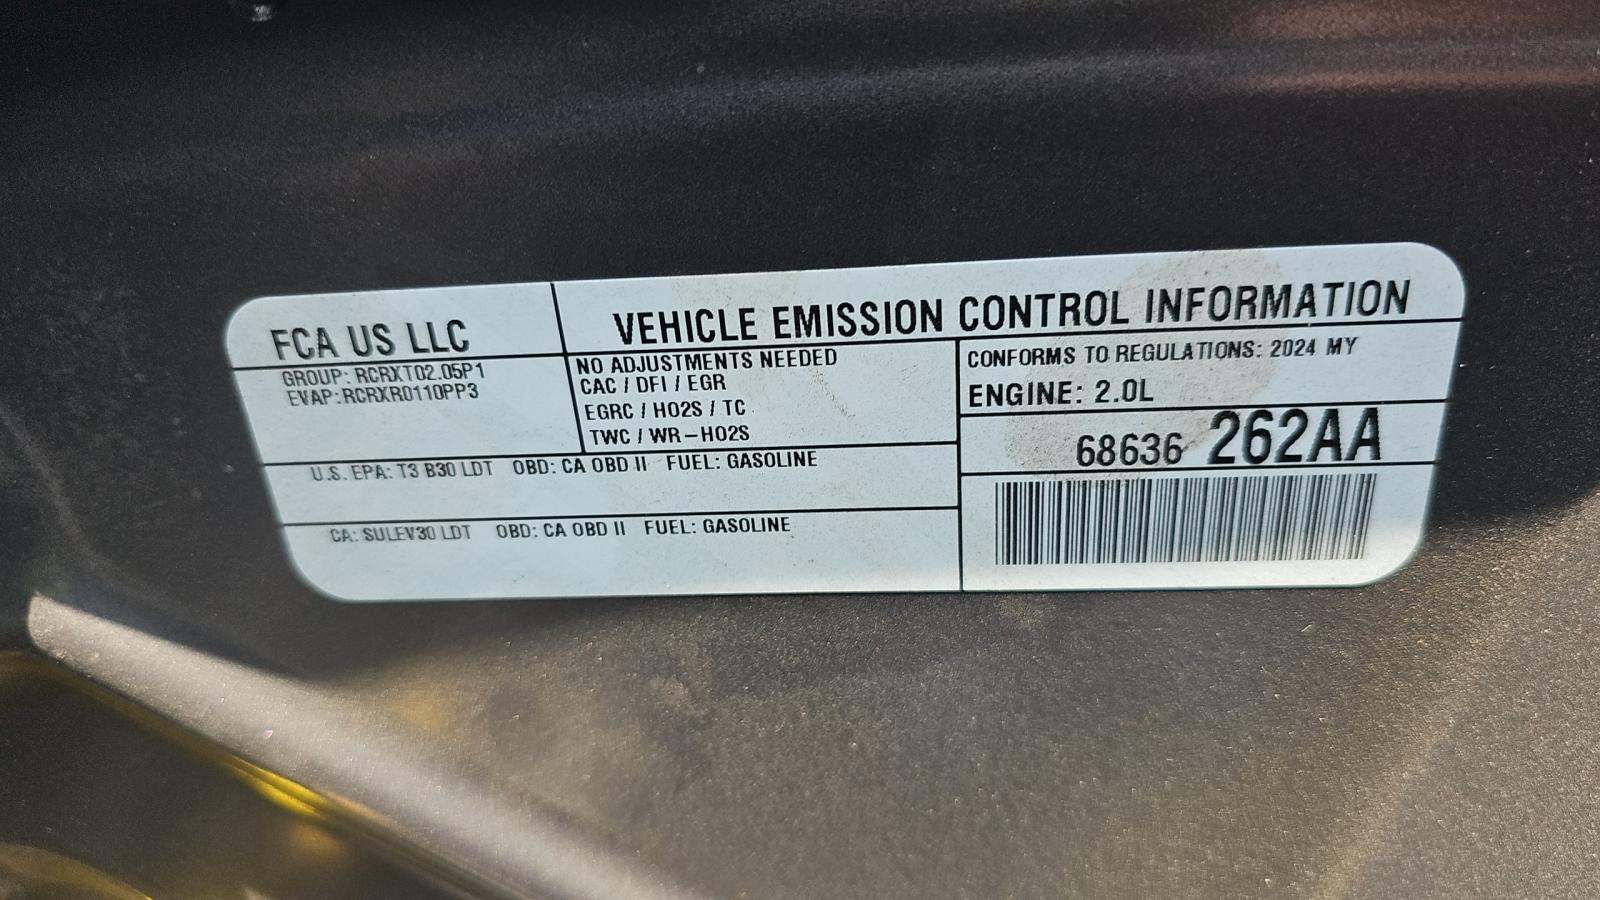 FCA US LLC
VEHICLE EMISSION CONTROL INFORMATION
GROUP: RCRXT02.05P1
EVAP:RCRXR0110PP3
NO ADJUSTMENTS NEEDED
CAC / DFI / EGR
EGRC / HO2S / TC
TWC / WR-HO2S
CONFORMS TO REGULATIONS: 2024 MY
ENGINE: 2.0L
68636 262AA
U.S. EPA: T3 B30 LDT OBD: CA OBD II FUEL: GASOLINE
CA: SULEV30 LDT OBD: CA OBD II FUEL: GASOLINE